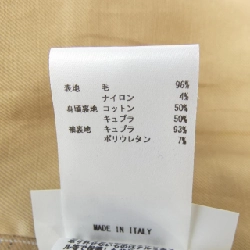 表地 毛 96%
ナイロン 4%
身頃裏地 コットン 50%
キュプラ 50%
袖裏地 キュプラ 93%
ポリウレタン 7%
MADE IN ITALY